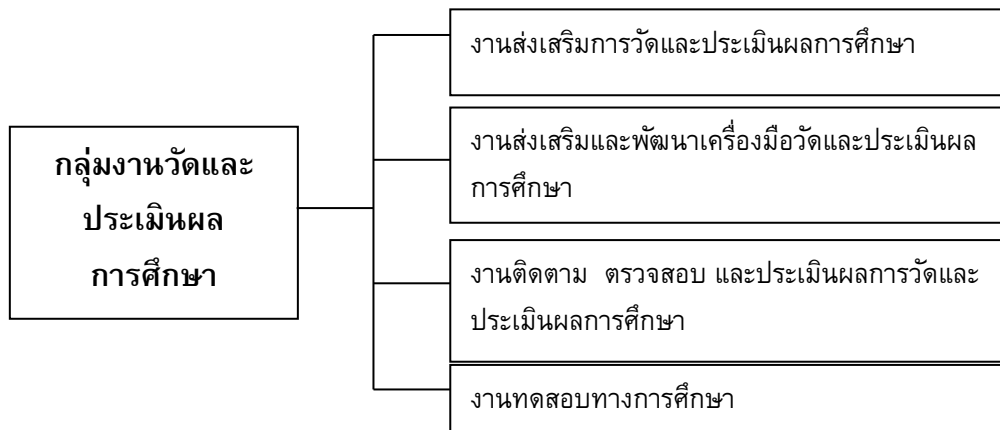 งานส่งเสริมการวัดและประเมินผลการศึกษา
งานส่งเสริมและพัฒนาเครื่องมือวัดและประเมินผล
การศึกษา
กลุ่มงานวัดและ
ประเมินผล
การศึกษา
งานติดตาม ตรวจสอบ และประเมินผลการวัดและ
ประเมินผลการศึกษา
งานทดสอบทางการศึกษา